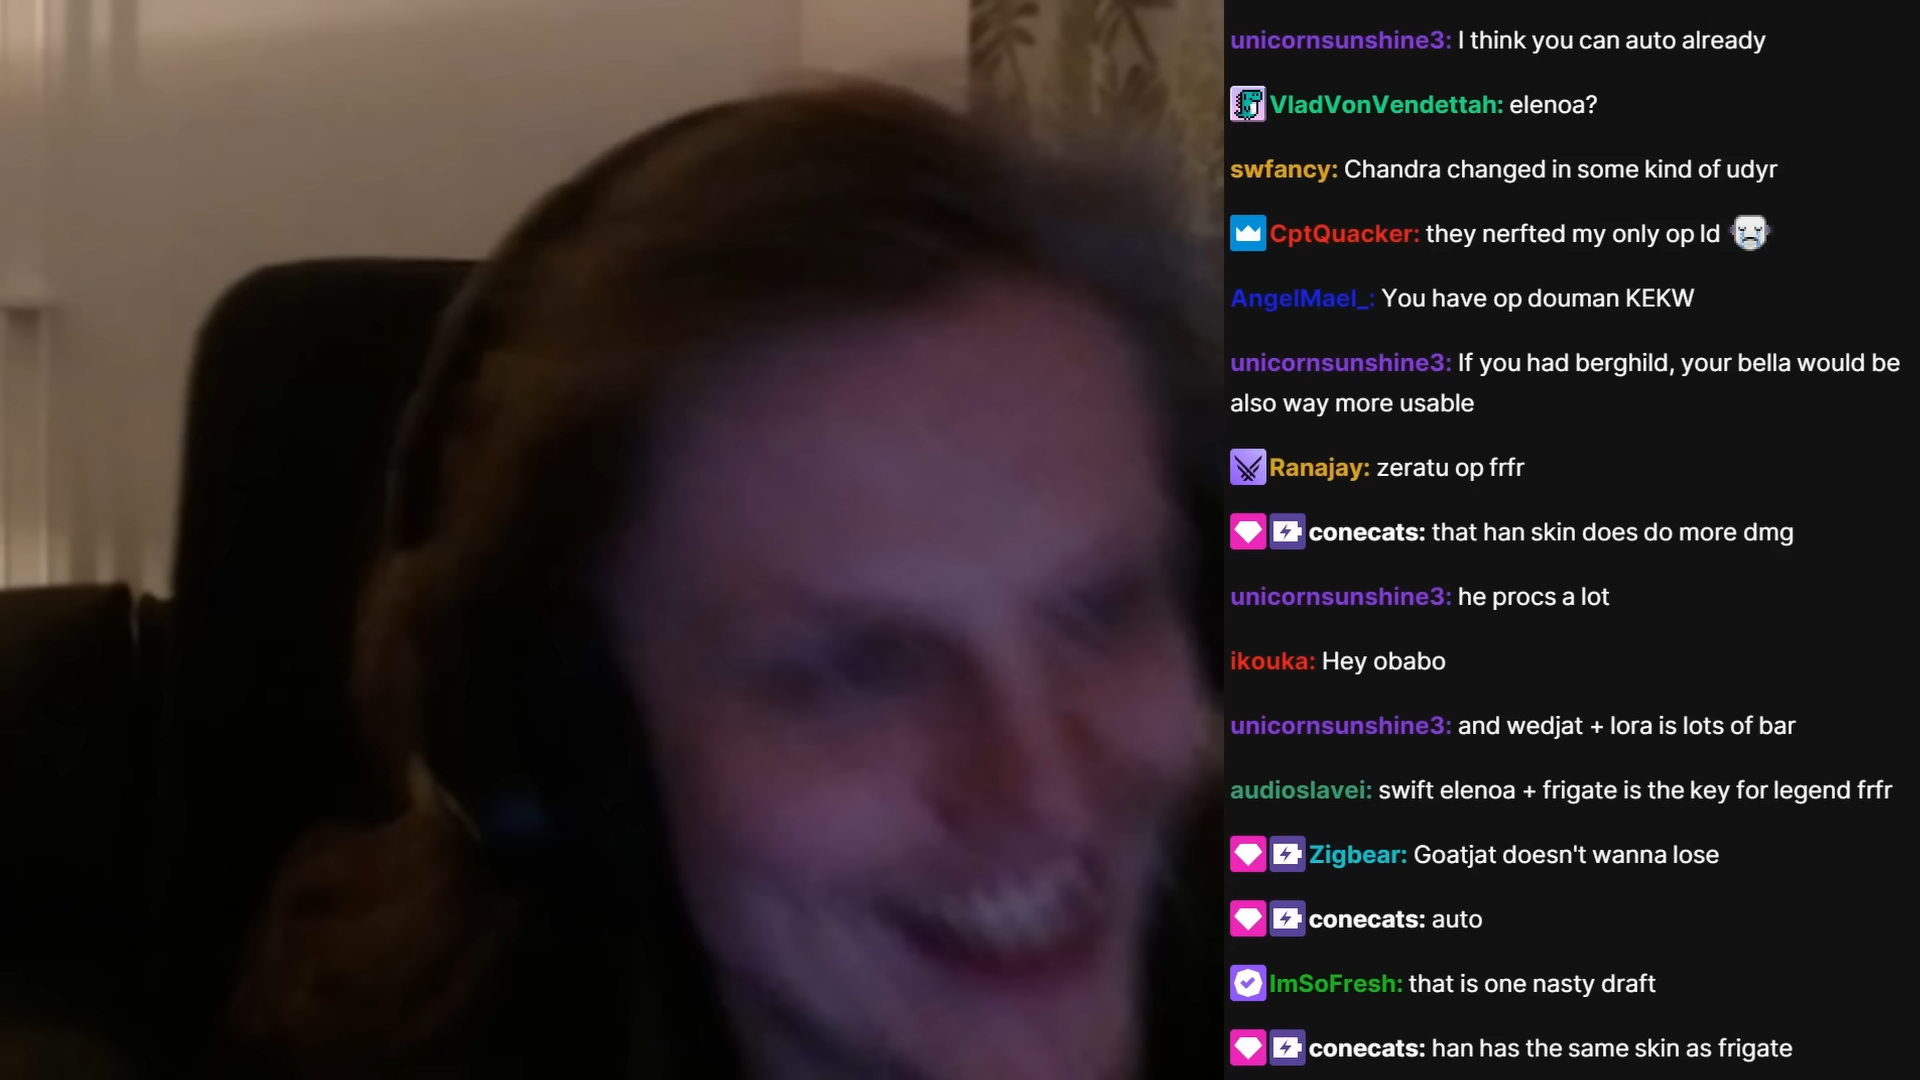 unicornsunshine3: I think you can auto already
VladVonVendettah: elenoa?
swfancy: Chandra changed in some kind of udyr
CptQuacker: they nerfted my only op ld
AngelMael_: You have op douman KEKW
unicornsunshine3: If you had berghild, your bella would be
also way more usable
Ranajay: zeratu op frfr
conecats: that han skin does do more dmg
unicornsunshine3: he procs a lot
ikouka: Hey obabo
unicornsunshine3: and wedjat + lora is lots of bar
audioslavei: swift elenoa + frigate is the key for legend frfr
Zigbear: Goatjat doesn't wanna lose
conecats: auto
ImSoFresh: that is one nasty draft
conecats: han has the same skin as frigate